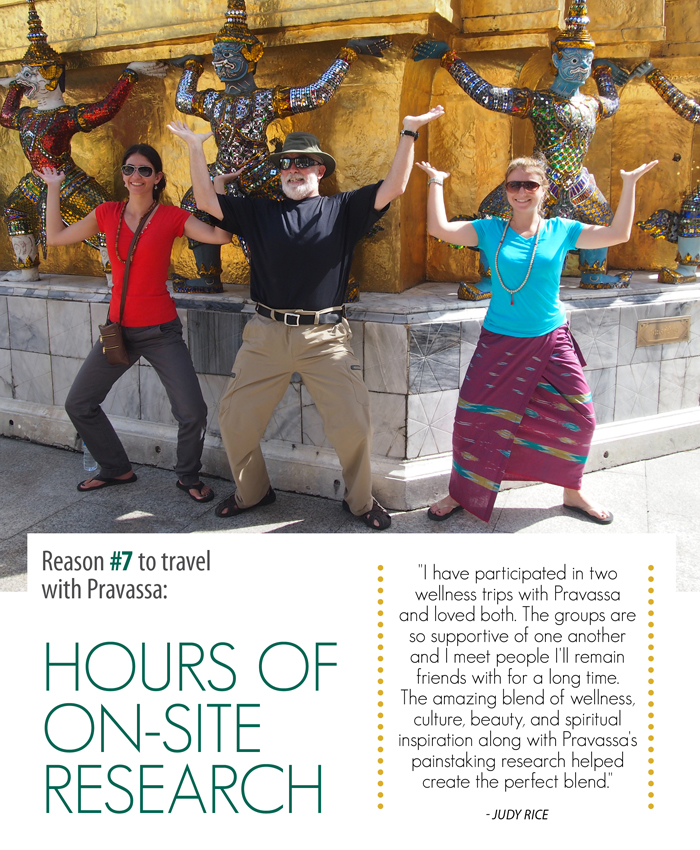 Reason #7 to travel
with Pravassa:
HOURS OF
ON-SITE
RESEARCH
"I have participated in two
wellness trips with Pravassa
and loved both. The groups are
so supportive of one another
and I meet people I'll remain
friends with for a long time.
The amazing blend of wellness,
culture, beauty, and spiritual
inspiration along with Pravassa's
painstaking research helped
create the perfect blend."
- JUDY RICE